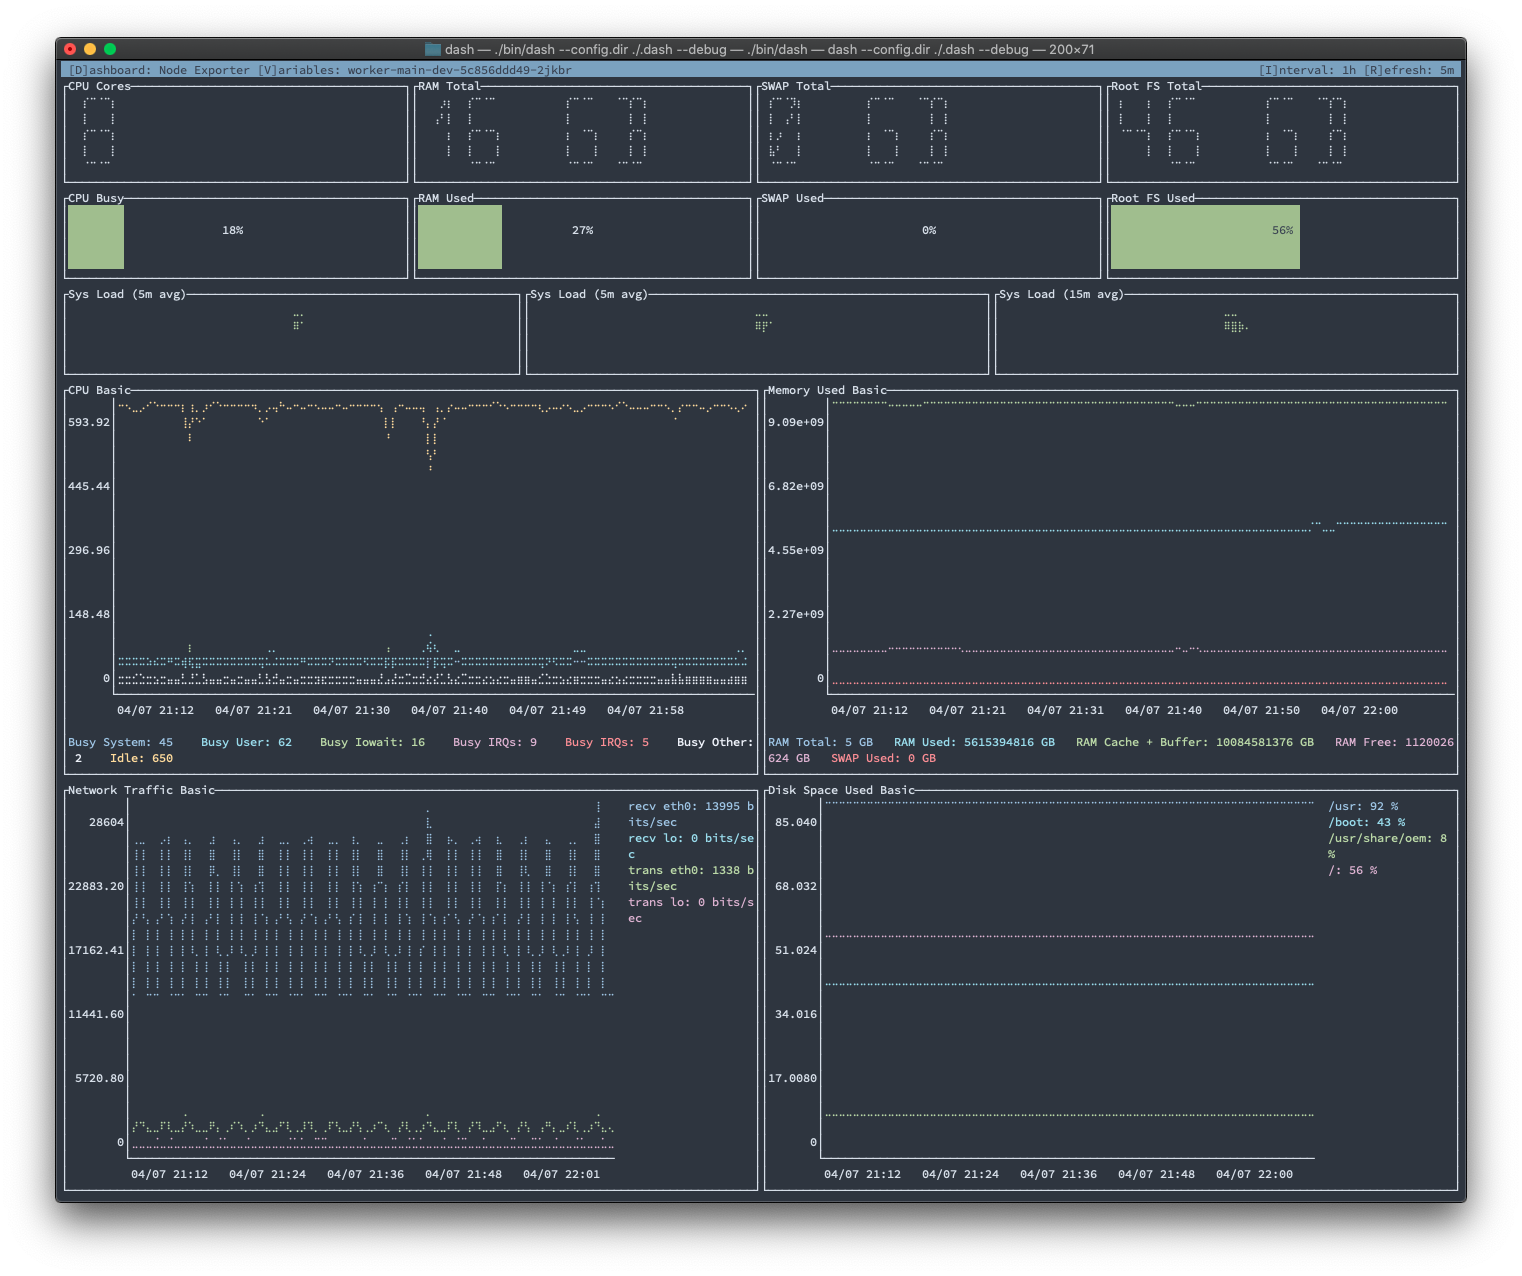 dash — ./bin/dash --config.dir ./.dash --debug — ./bin/dash — dash --config.dir ./.dash --debug — 200×71
[D]ashboard: Node Exporter [V]ariables: worker-main-dev-5c856ddd49-2jkbr [I]nterval: 1h [R]efresh: 5m
CPU Cores RAM Total SWAP Total Root FS Total
8 16 GB 0 GB 46 GB
CPU Busy RAM Used SWAP Used Root FS Used
18% 27% 0% 56%
Sys Load (5m avg) Sys Load (5m avg) Sys Load (15m avg)
CPU Basic
593.92
445.44
296.96
148.48
0
04/07 21:12 04/07 21:21 04/07 21:30 04/07 21:40 04/07 21:49 04/07 21:58
Busy System: 45 Busy User: 62 Busy Iowait: 16 Busy IRQs: 9 Busy IRQs: 5 Busy Other:
2 Idle: 650
Memory Used Basic
9.09e+09
6.82e+09
4.55e+09
2.27e+09
0
04/07 21:12 04/07 21:21 04/07 21:31 04/07 21:40 04/07 21:50 04/07 22:00
RAM Total: 5 GB RAM Used: 5615394816 GB RAM Cache + Buffer: 10084581376 GB RAM Free: 1120026
624 GB SWAP Used: 0 GB
Network Traffic Basic
28604
22883.20
17162.41
11441.60
5720.80
0
04/07 21:12 04/07 21:24 04/07 21:36 04/07 21:48 04/07 22:01
recv eth0: 13995 b
its/sec
recv lo: 0 bits/se
c
trans eth0: 1338 b
its/sec
trans lo: 0 bits/s
ec
Disk Space Used Basic
85.040
68.032
51.024
34.016
17.0080
0
04/07 21:12 04/07 21:24 04/07 21:36 04/07 21:48 04/07 22:00
/usr: 92 %
/boot: 43 %
/usr/share/oem: 8
%
/: 56 %